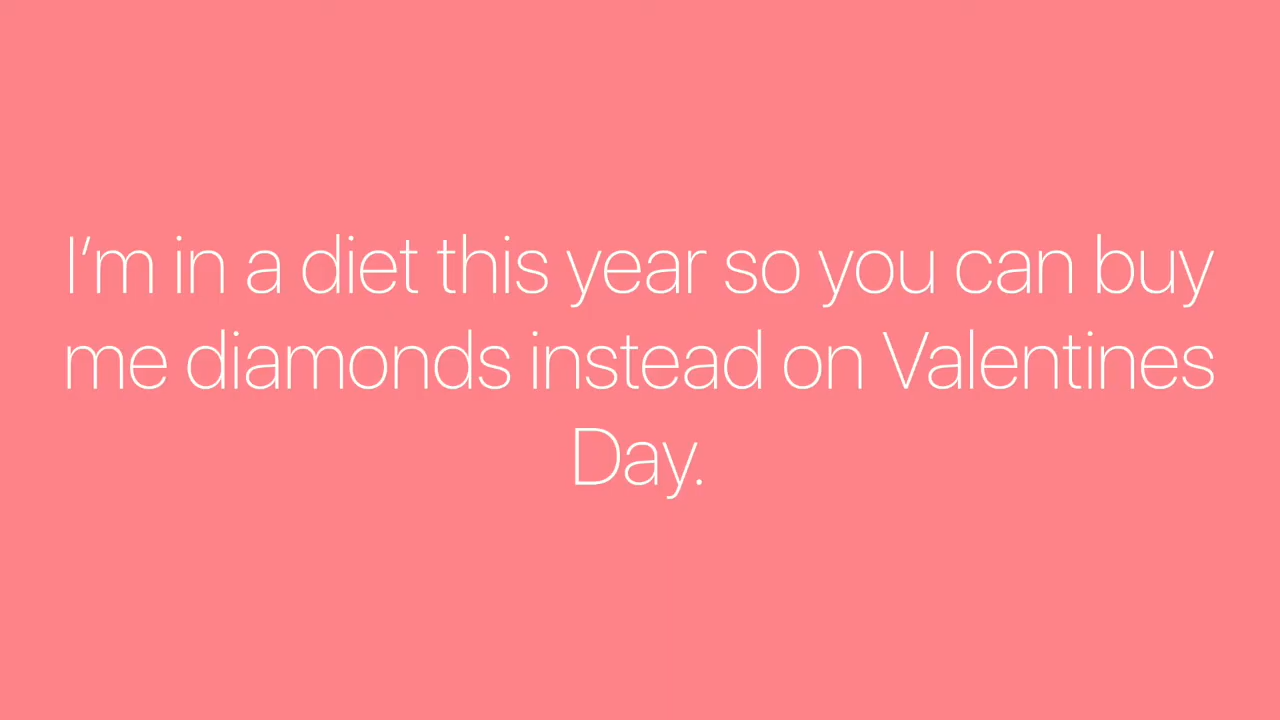 I’m in a diet this year so you can buy
me diamonds instead on Valentines
Day.